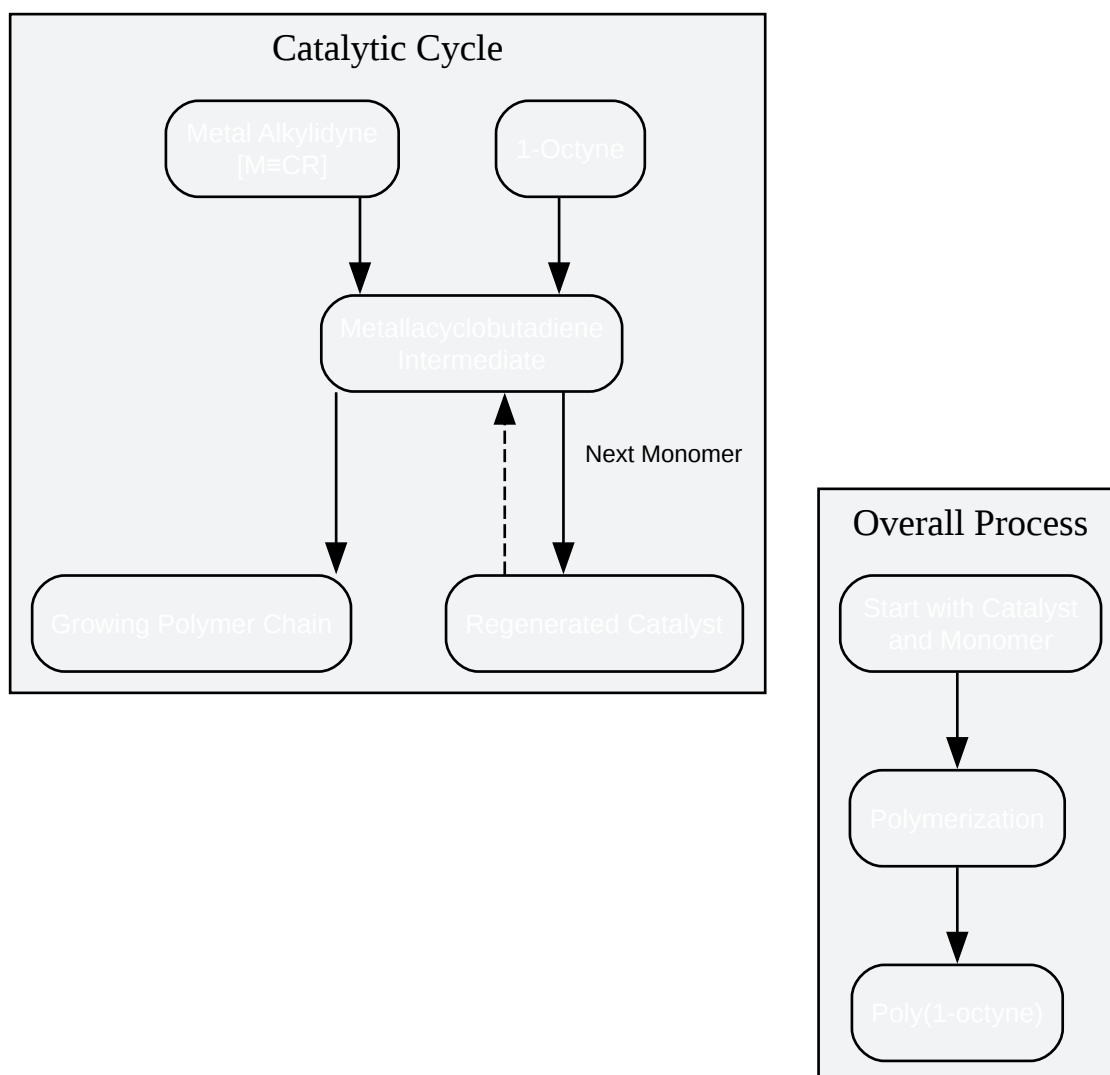 Catalytic Cycle
Metal Alkylidyne
[M≡CR]
1-Octyne
Metallacyclobutadiene
Intermediate
Next Monomer
Growing Polymer Chain
Regenerated Catalyst
Overall Process
Start with Catalyst
and Monomer
Polymerization
Poly(1-octyne)